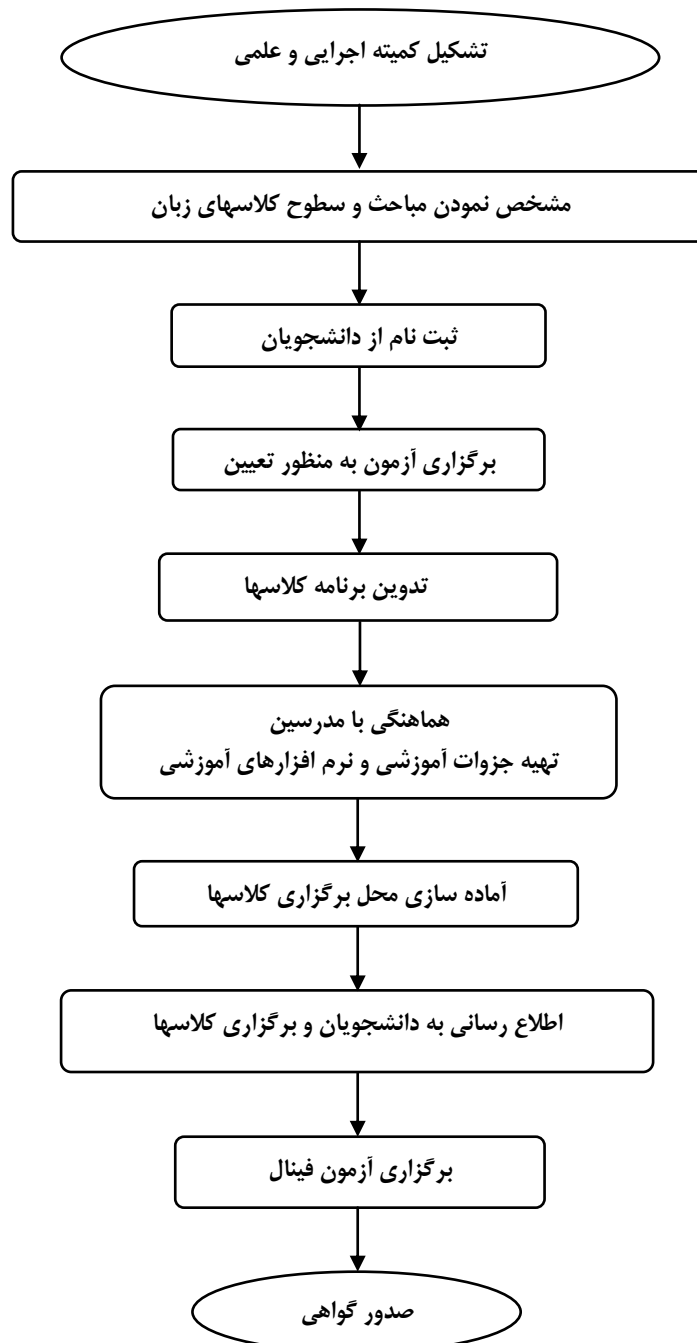 تشکیل کمیته اجرایی و علمی
مشخص نمودن مباحث و سطوح کلاسهای زبان
ثبت نام از دانشجویان
برگزاری آزمون به منظور تعیین
تدوین برنامه کلاسها
هماهنگی با مدرسین
تهیه جزوات آموزشی و نرم افزارهای آموزشی
آماده سازی محل برگزاری کلاسها
اطلاع رسانی به دانشجویان و برگزاری کلاسها
برگزاری آزمون فینال
صدور گواهی